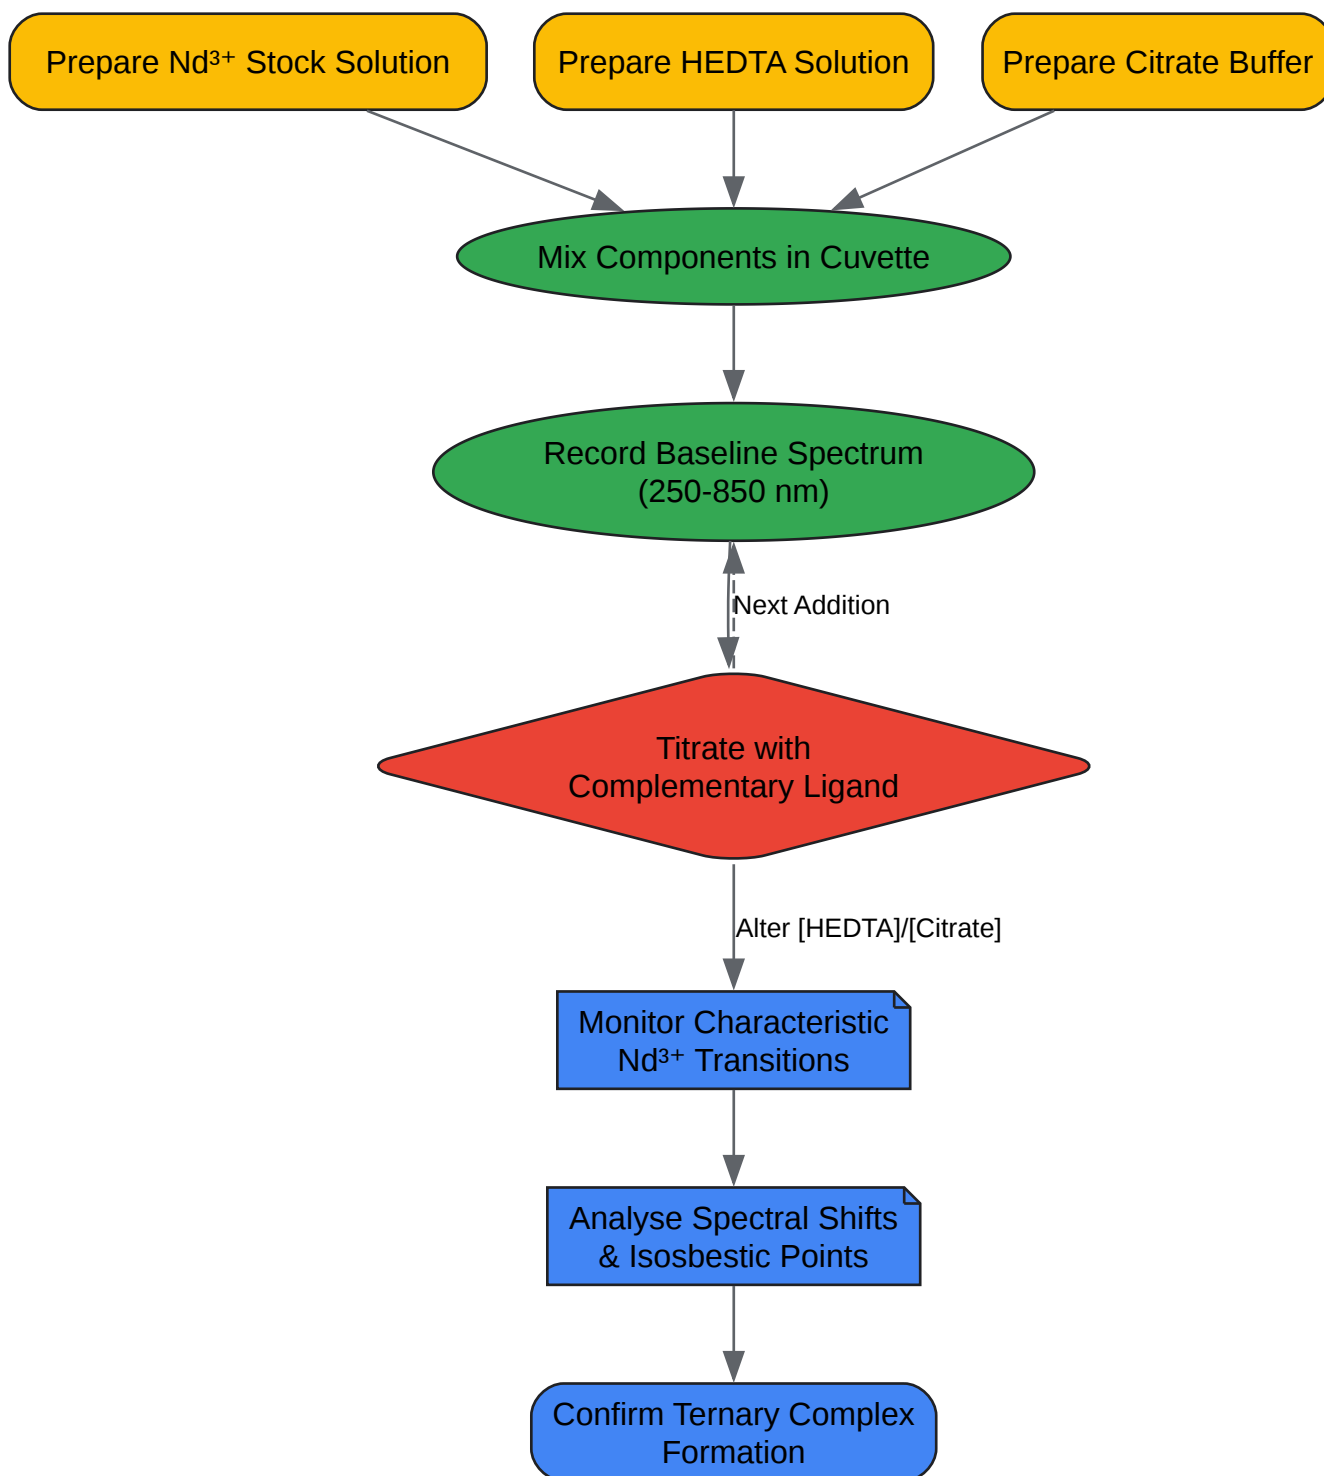 Prepare Nd³⁺ Stock Solution
Prepare HEDTA Solution
Prepare Citrate Buffer
Mix Components in Cuvette
Record Baseline Spectrum
(250-850 nm)
Next Addition
Titrate with
Complementary Ligand
Alter [HEDTA]/[Citrate]
Monitor Characteristic
Nd³⁺ Transitions
Analyse Spectral Shifts
& Isosbestic Points
Confirm Ternary Complex
Formation